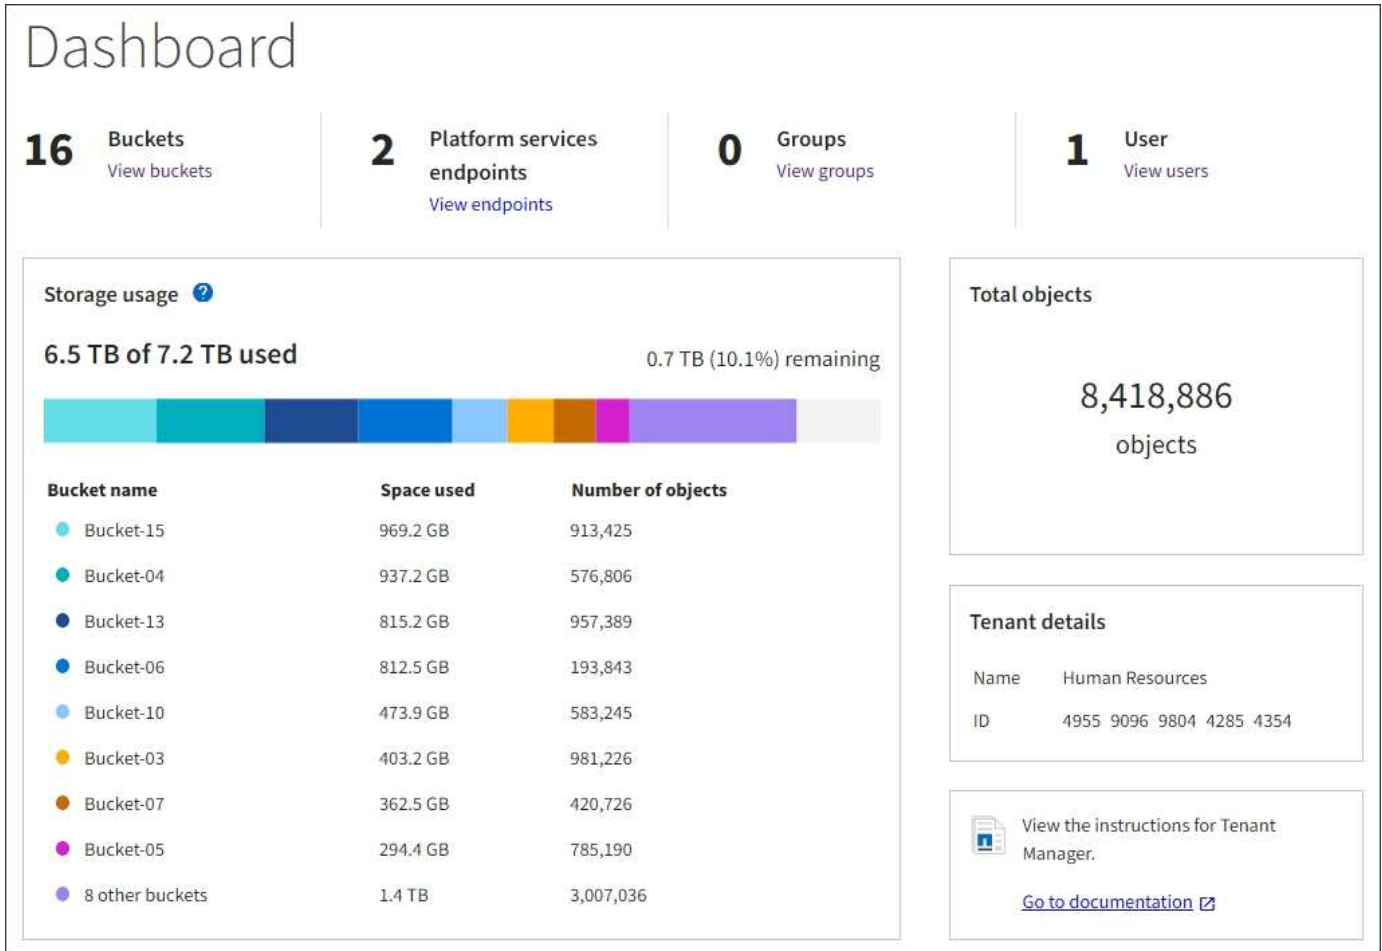 Dashboard
16 Buckets
View buckets
2 Platform services
endpoints
View endpoints
0 Groups
View groups
1 User
View users
Storage usage ?
6.5 TB of 7.2 TB used 0.7 TB (10.1%) remaining
Bucket name Space used Number of objects
Bucket-15 969.2 GB 913,425
Bucket-04 937.2 GB 576,806
Bucket-13 815.2 GB 957,389
Bucket-06 812.5 GB 193,843
Bucket-10 473.9 GB 583,245
Bucket-03 403.2 GB 981,226
Bucket-07 362.5 GB 420,726
Bucket-05 294.4 GB 785,190
8 other buckets 1.4 TB 3,007,036
Total objects
8,418,886
objects
Tenant details
Name Human Resources
ID 4955 9096 9804 4285 4354
View the instructions for Tenant
Manager.
Go to documentation